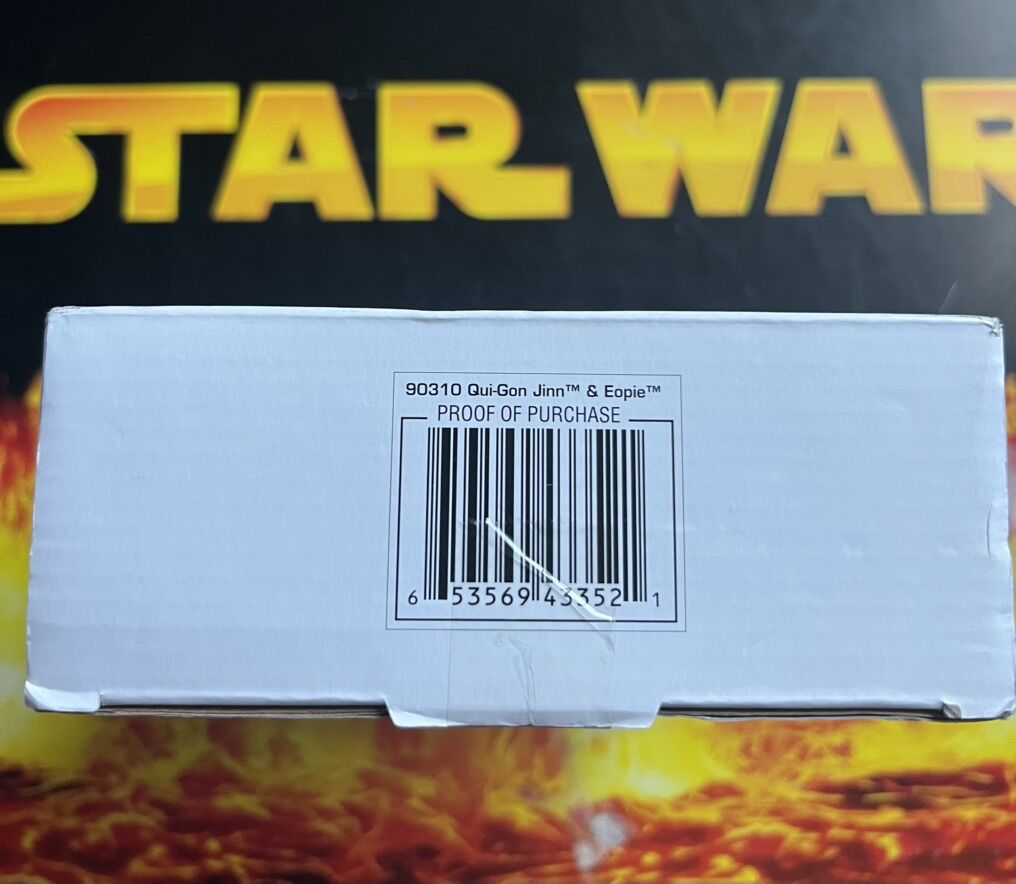 STAR WAR
90310 Qui-Gon Jinn™ & Eopie™
PROOF OF PURCHASE
6 53569 43352 1